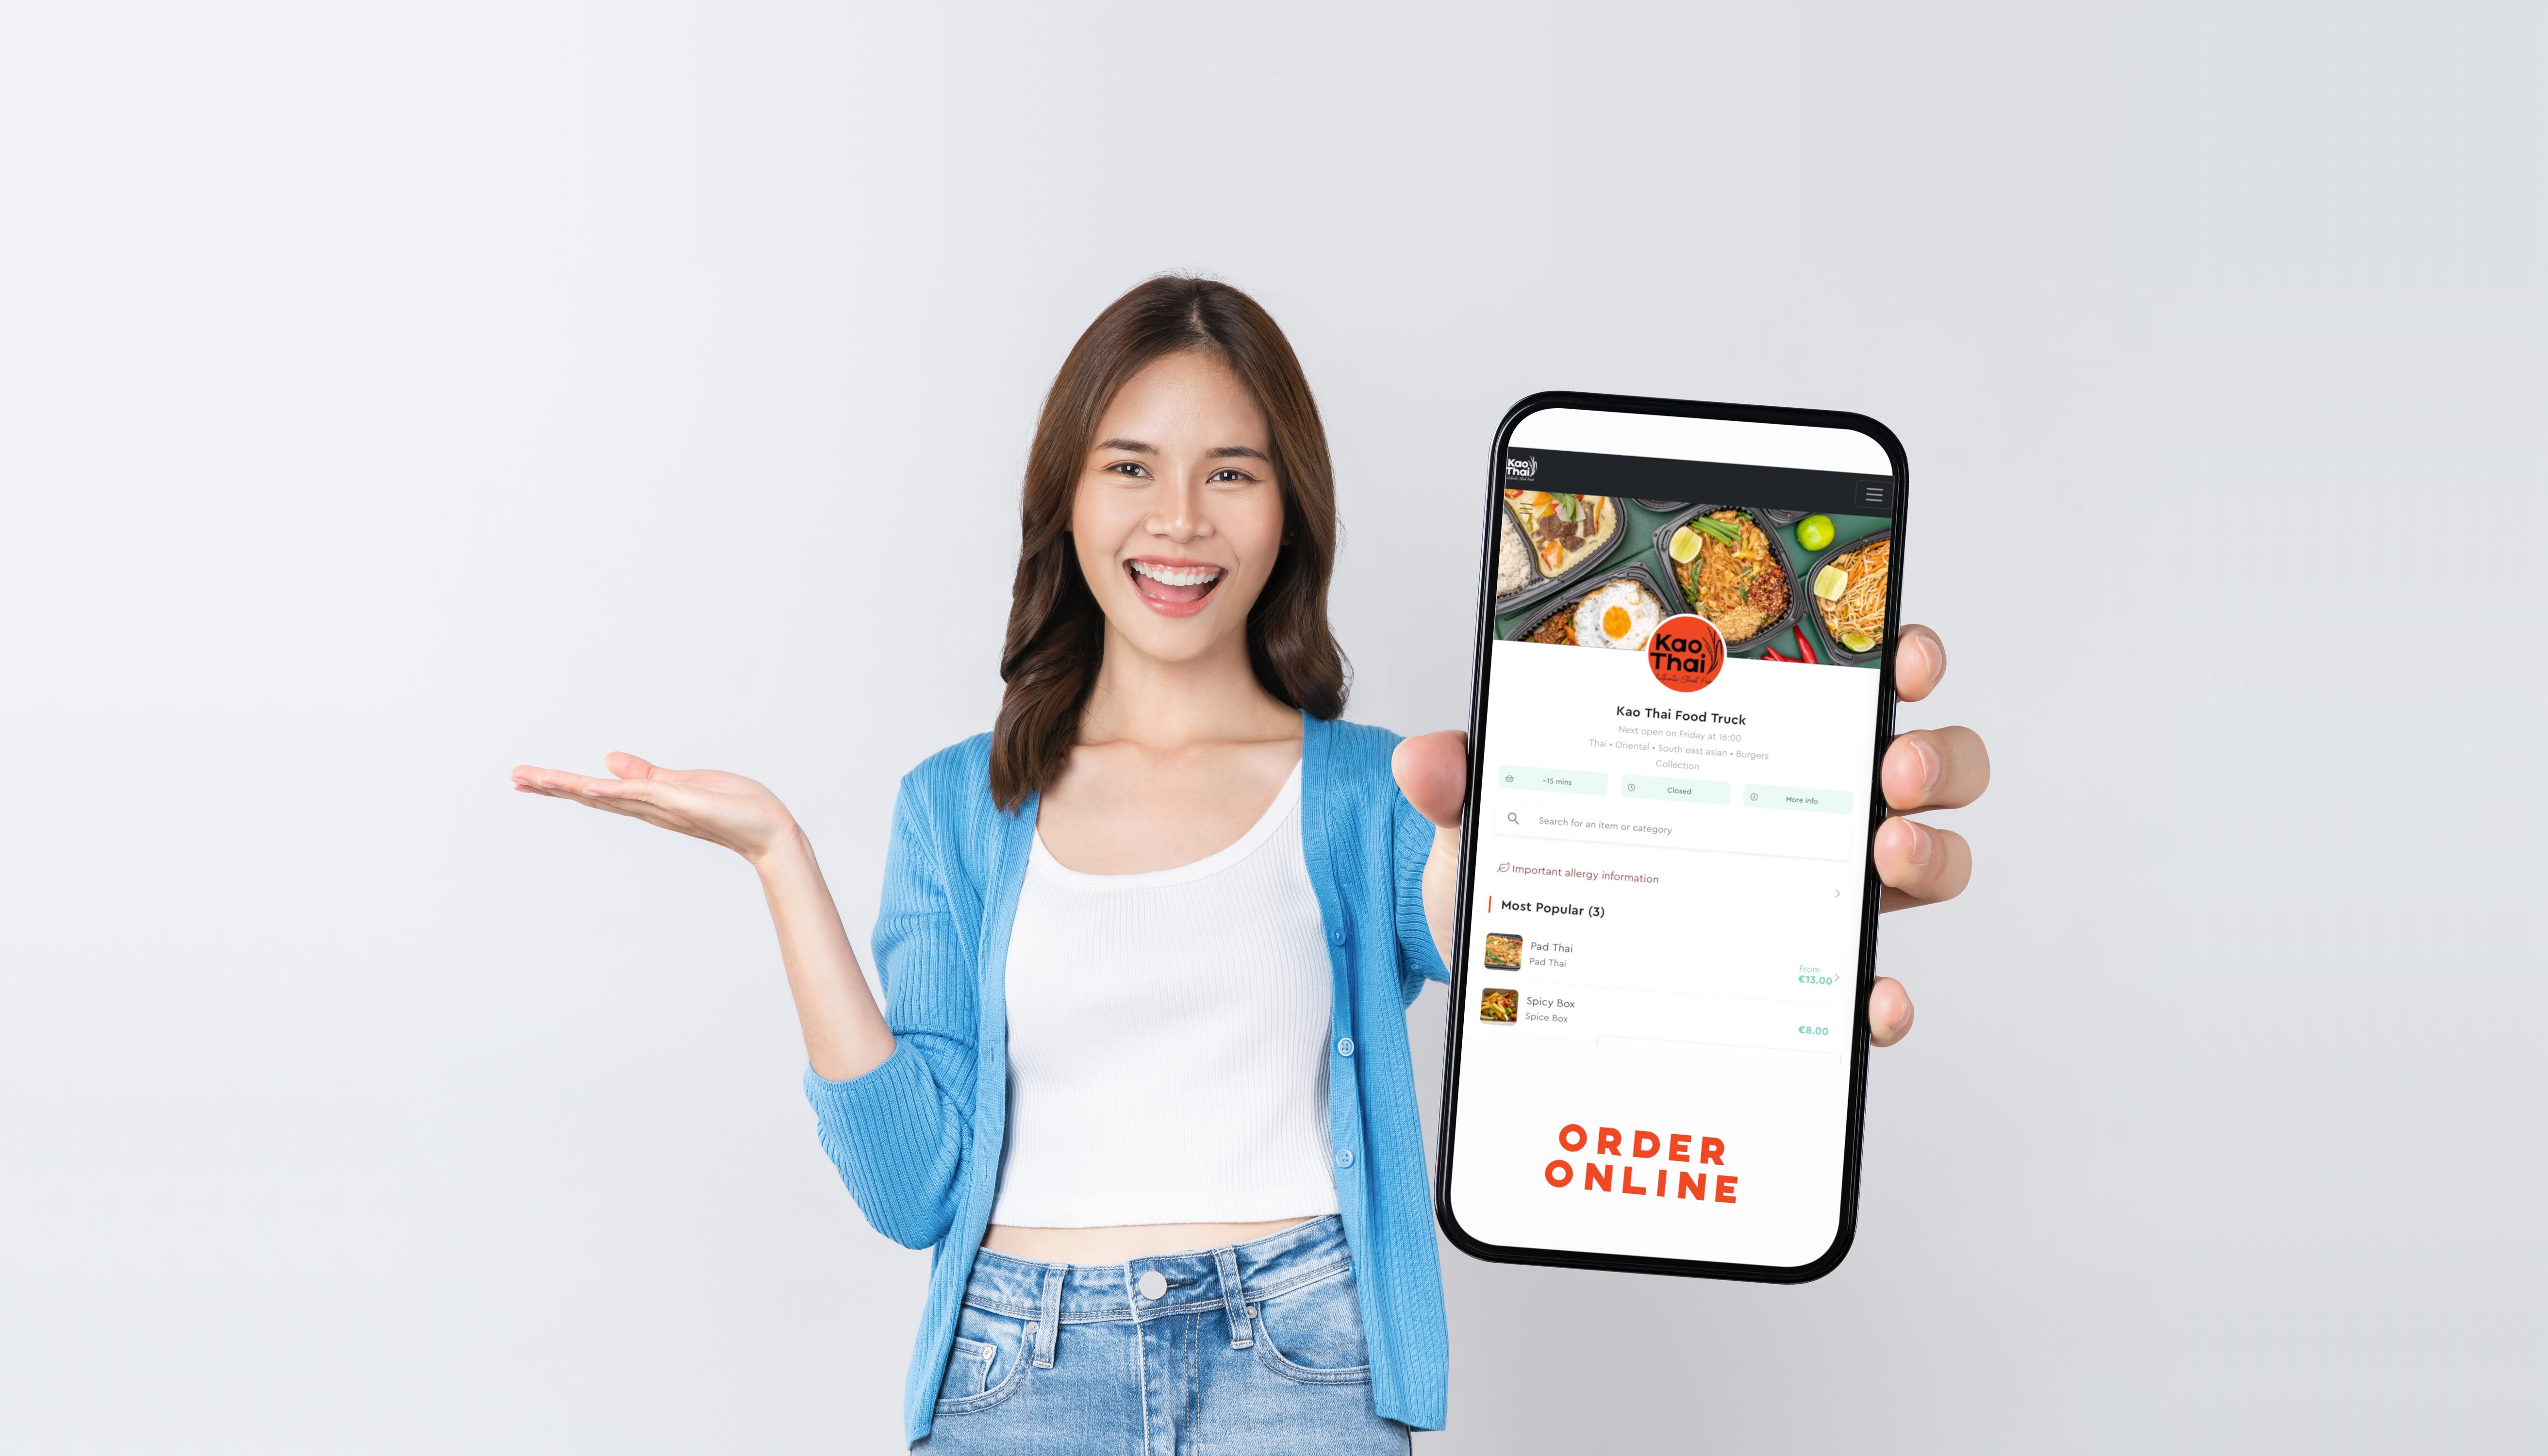 Kao
Thai
Kao
Thai
Kao Thai Food Truck
Next open on Friday at 16:00
Thai • Oriental • South east asian • Burgers
Collection
~15 mins
Closed
More info
Search for an item or category
Important allergy information
Most Popular (3)
Pad Thai
Pad Thai
From
€13.00
Spicy Box
Spice Box
€8.00
ORDER
ONLINE